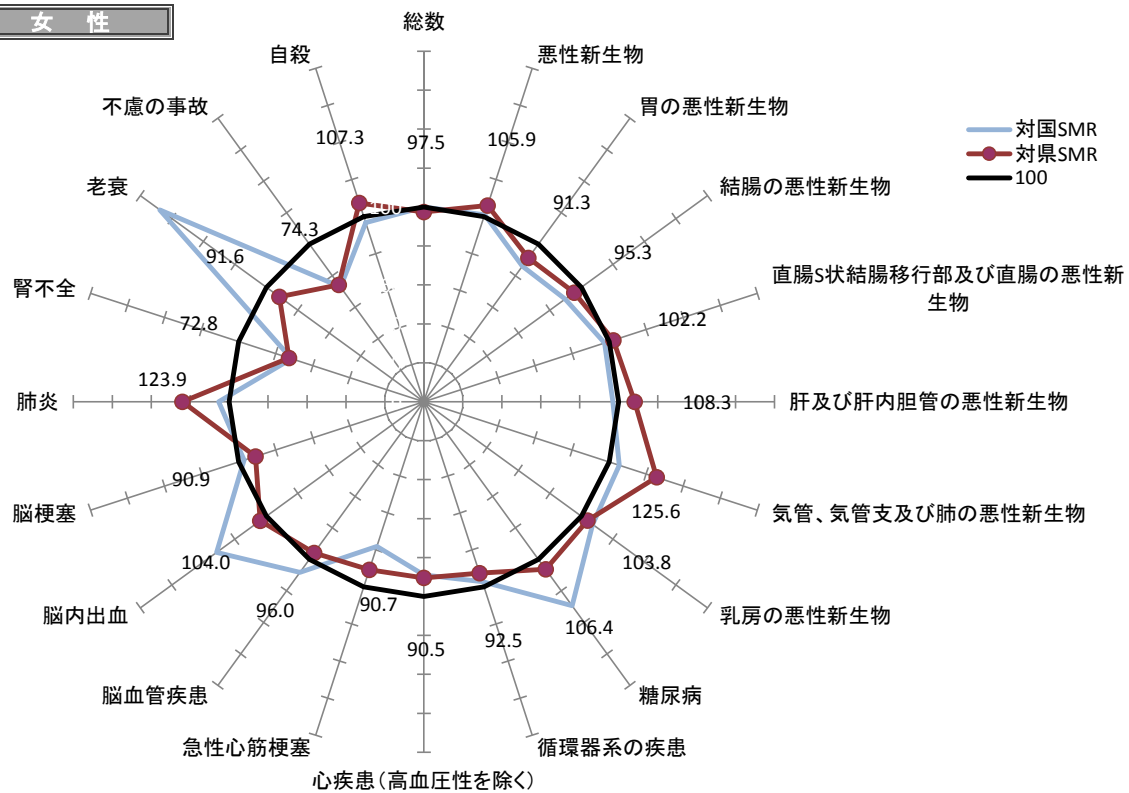 女 性
総数
自殺
悪性新生物
不慮の事故
胃の悪性新生物
対国SMR
対県SMR
100
107.3
97.5
105.9
老衰
結腸の悪性新生物
91.3
100
74.3
91.6
95.3
腎不全
直腸S状結腸移行部及び直腸の悪性新
生物
72.8
102.2
123.9
肺炎
108.3
肝及び肝内胆管の悪性新生物
90.9
125.6
脳梗塞
気管、気管支及び肺の悪性新生物
104.0
103.8
脳内出血
96.0
90.7
90.5
92.5
106.4
乳房の悪性新生物
脳血管疾患
糖尿病
急性心筋梗塞
循環器系の疾患
心疾患(高血圧性を除く)